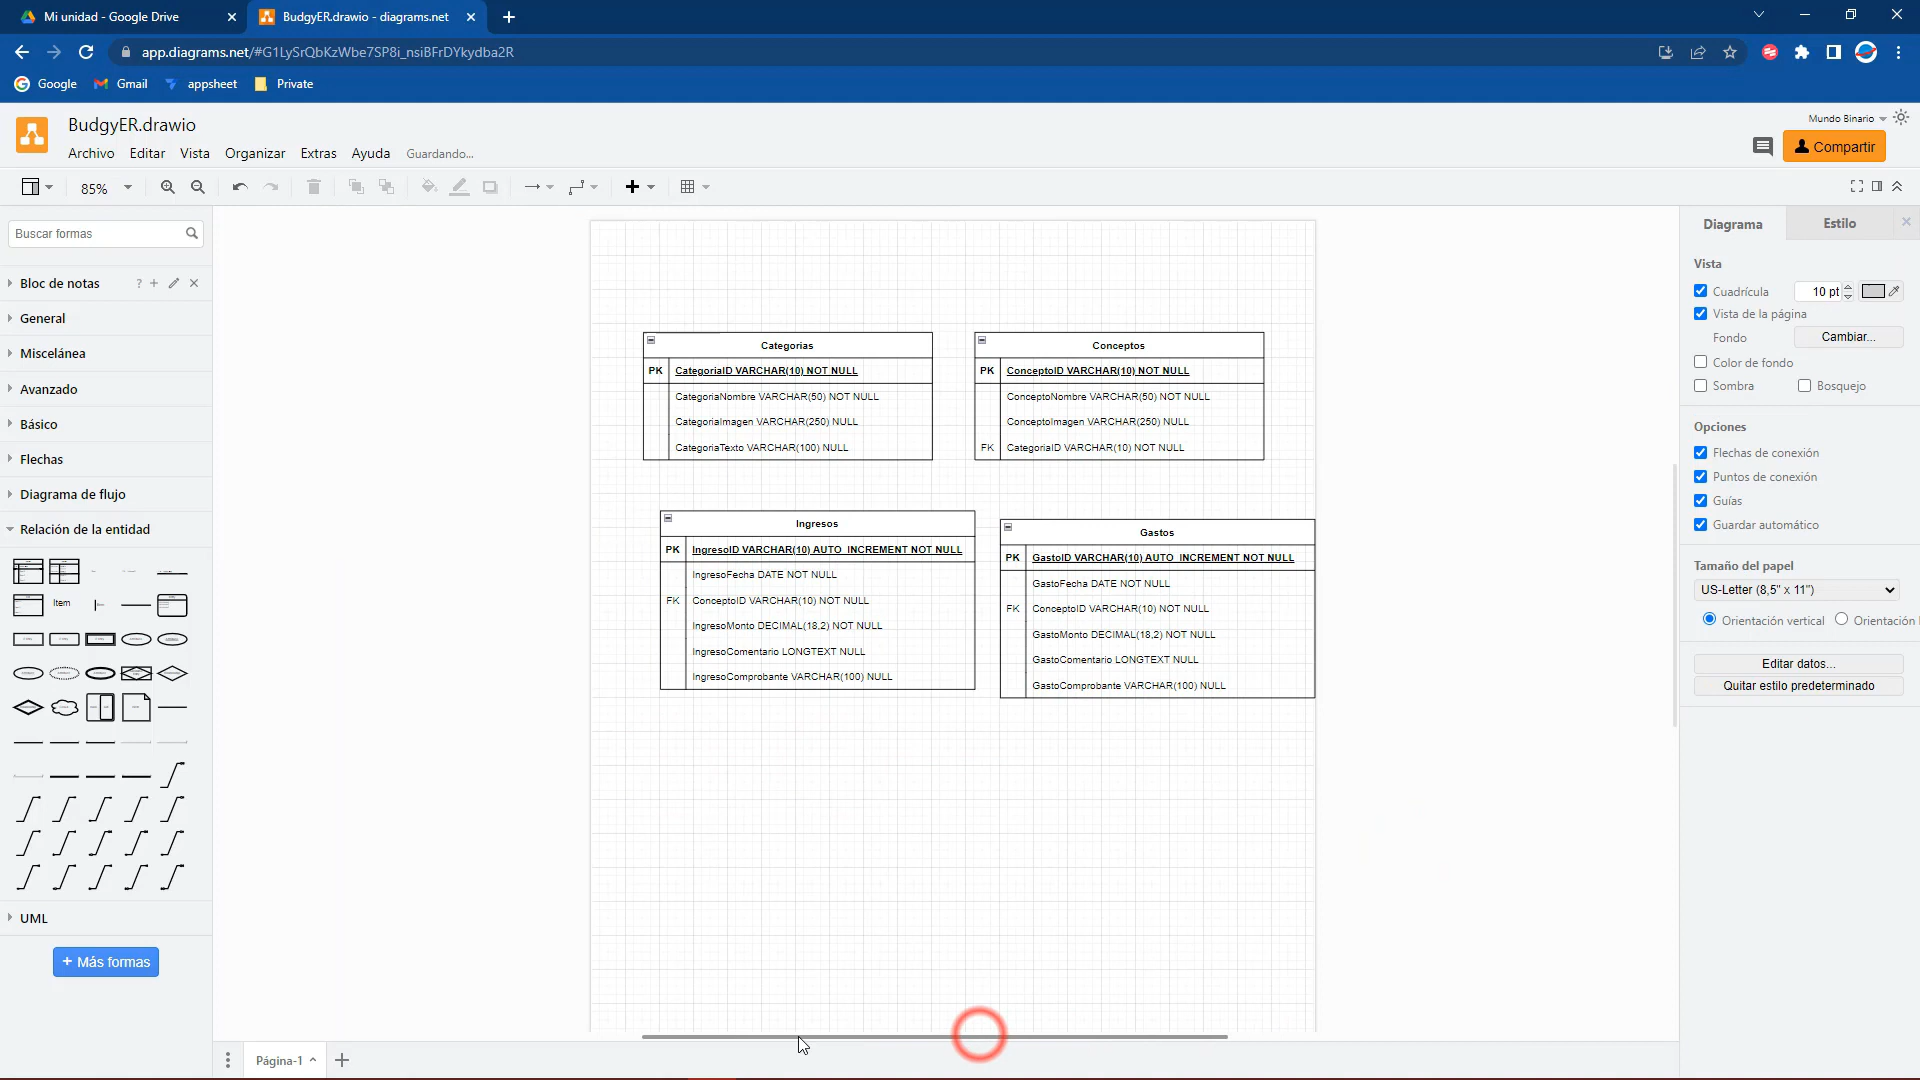 Mi unidad - Google Drive
BudgyER.drawio - diagrams.net
app.diagrams.net/#G1LySrQbKzWbe7SP8i_nsiBFrDYkydba2R
Google
Gmail
appsheet
Private
BudgyER.drawio
Mundo Binario
Archivo
Editar
Vista
Organizar
Extras
Ayuda
Guardando...
Compartir
85%
Buscar formas
Bloc de notas
?
General
Miscelánea
Avanzado
Básico
Flechas
Diagrama de flujo
Relación de la entidad
Item
UML
+ Más formas
Categorias
PK
CategoriaID VARCHAR(10) NOT NULL
CategoriaNombre VARCHAR(50) NOT NULL
CategoriaImagen VARCHAR(250) NULL
CategoriaTexto VARCHAR(100) NULL
Conceptos
PK
ConceptoID VARCHAR(10) NOT NULL
ConceptoNombre VARCHAR(50) NOT NULL
ConceptoImagen VARCHAR(250) NULL
FK
CategoriaID VARCHAR(10) NOT NULL
Ingresos
PK
IngresoID VARCHAR(10) AUTO_INCREMENT NOT NULL
IngresoFecha DATE NOT NULL
FK
ConceptoID VARCHAR(10) NOT NULL
IngresoMonto DECIMAL(18,2) NOT NULL
IngresoComentario LONGTEXT NULL
IngresoComprobante VARCHAR(100) NULL
Gastos
PK
GastoID VARCHAR(10) AUTO_INCREMENT NOT NULL
GastoFecha DATE NOT NULL
FK
ConceptoID VARCHAR(10) NOT NULL
GastoMonto DECIMAL(18,2) NOT NULL
GastoComentario LONGTEXT NULL
GastoComprobante VARCHAR(100) NULL
Diagrama
Estilo
Vista
Cuadrícula
10 pt
Vista de la página
Fondo
Cambiar...
Color de fondo
Sombra
Bosquejo
Opciones
Flechas de conexión
Puntos de conexión
Guías
Guardar automático
Tamaño del papel
US-Letter (8,5" x 11")
Orientación vertical
Orientación
Editar datos...
Quitar estilo predeterminado
Página-1